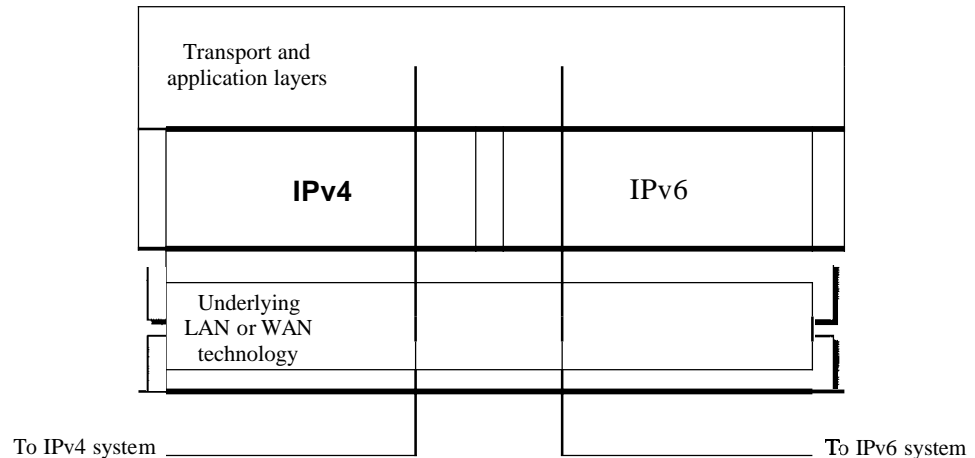 Transport and
application layers
IPv4
IPv6
Underlying
LAN or WAN
technology
To IPv4 system
To IPv6 system